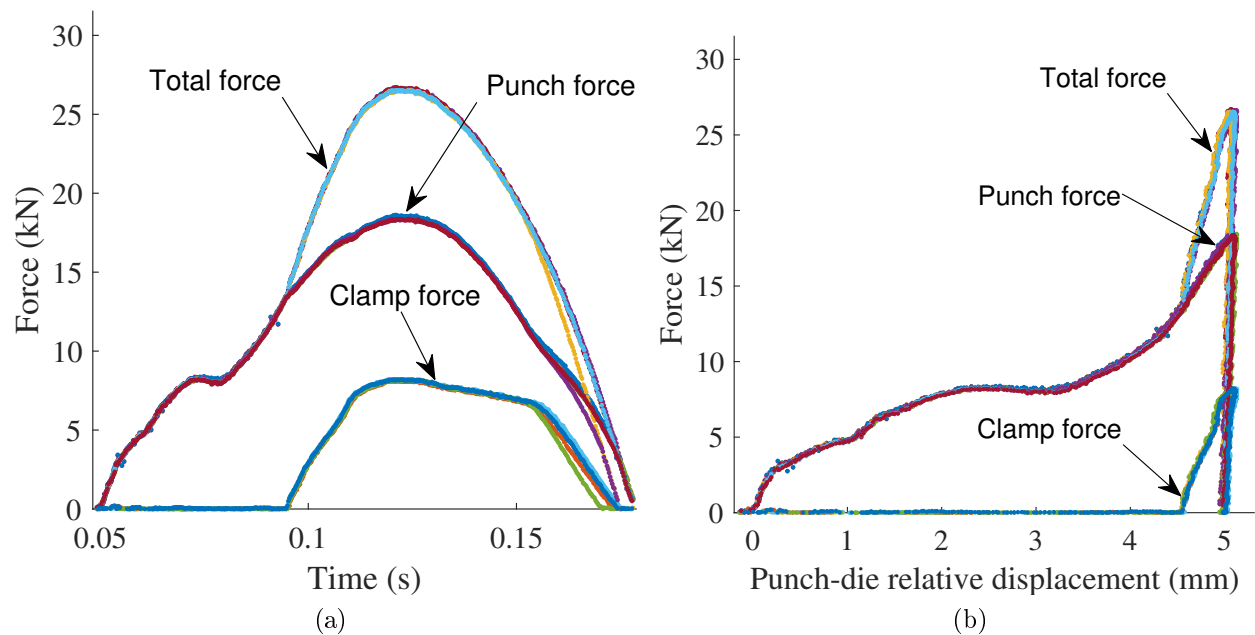 30
25
20
15
10
5
0
Force (kN)
Total force
Punch force
Clamp force
0.05
0.1
0.15
Time (s)
(a)
30
25
20
15
10
5
0
Force (kN)
Total force
Punch force
Clamp force
0
1
2
3
4
5
Punch-die relative displacement (mm)
(b)